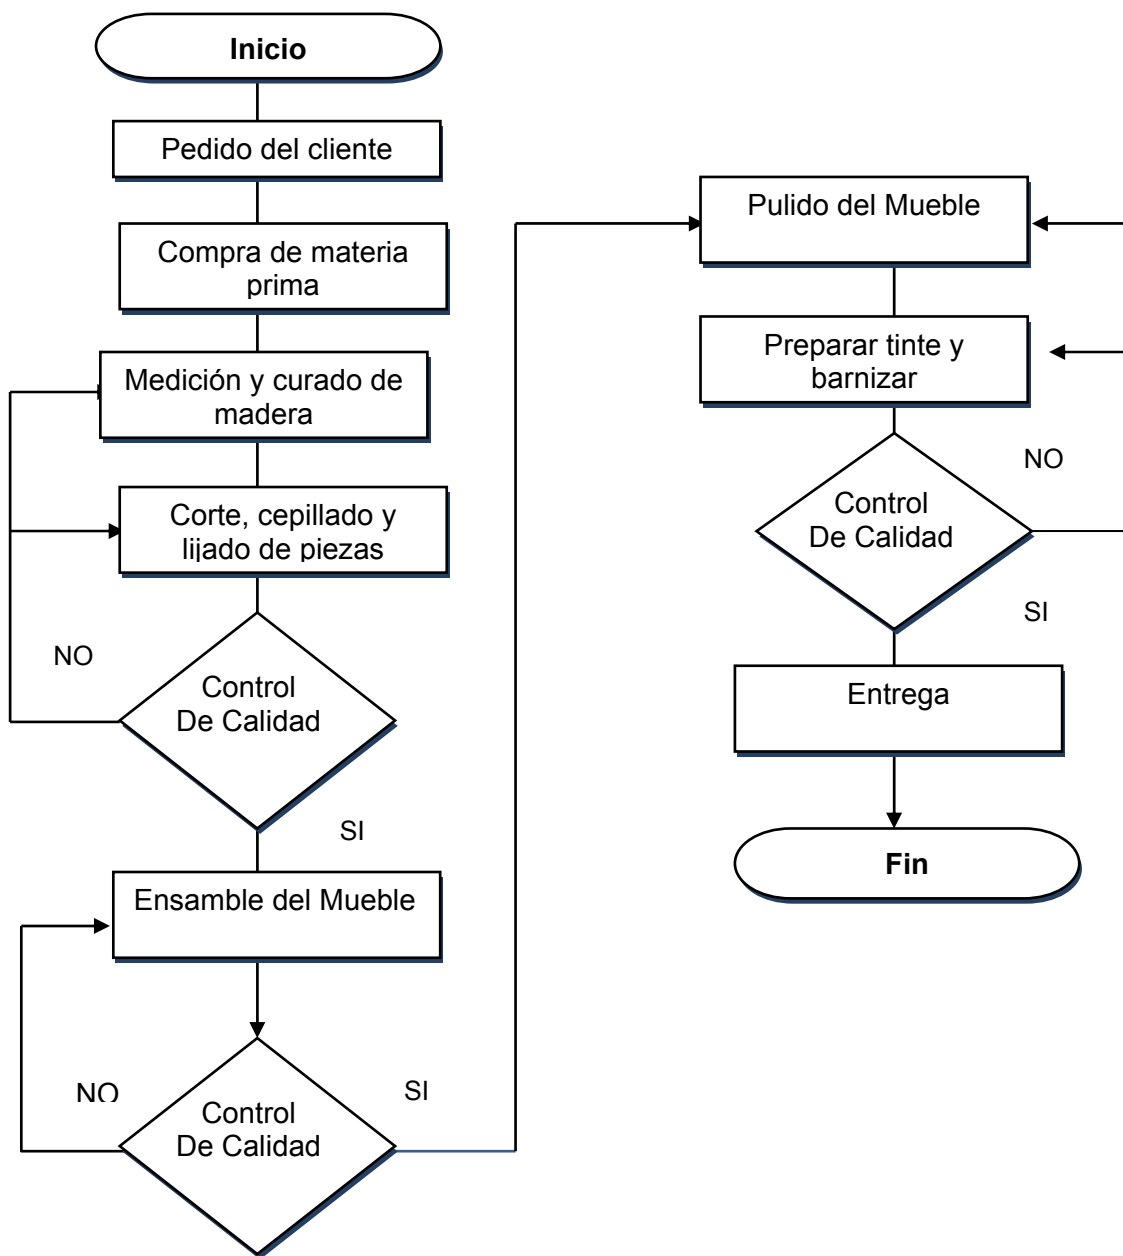 Inicio
Pedido del cliente
Compra de materia
prima
Medición y curado de
madera
Corte, cepillado y
lijado de piezas
NO
Control
De Calidad
SI
Ensamble del Mueble
NO
SI
Control
De Calidad
Pulido del Mueble
Preparar tinte y
barnizar
NO
Control
De Calidad
SI
Entrega
Fin